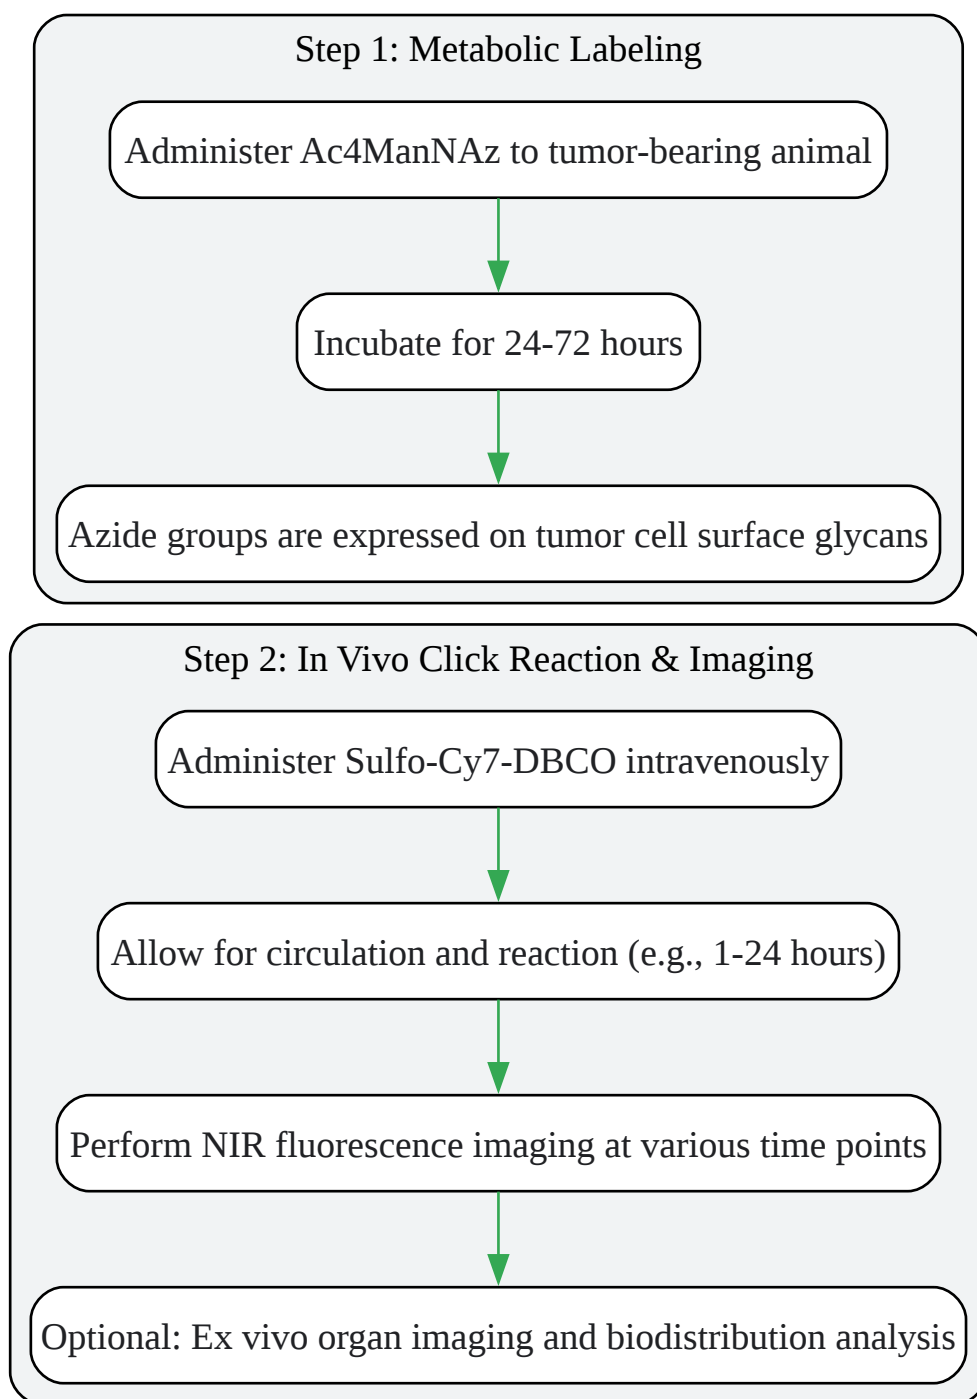 Step 1: Metabolic Labeling
Administer Ac4ManNAz to tumor-bearing animal
Incubate for 24-72 hours
Azide groups are expressed on tumor cell surface glycans
Step 2: In Vivo Click Reaction & Imaging
Administer Sulfo-Cy7-DBCO intravenously
Allow for circulation and reaction (e.g., 1-24 hours)
Perform NIR fluorescence imaging at various time points
Optional: Ex vivo organ imaging and biodistribution analysis